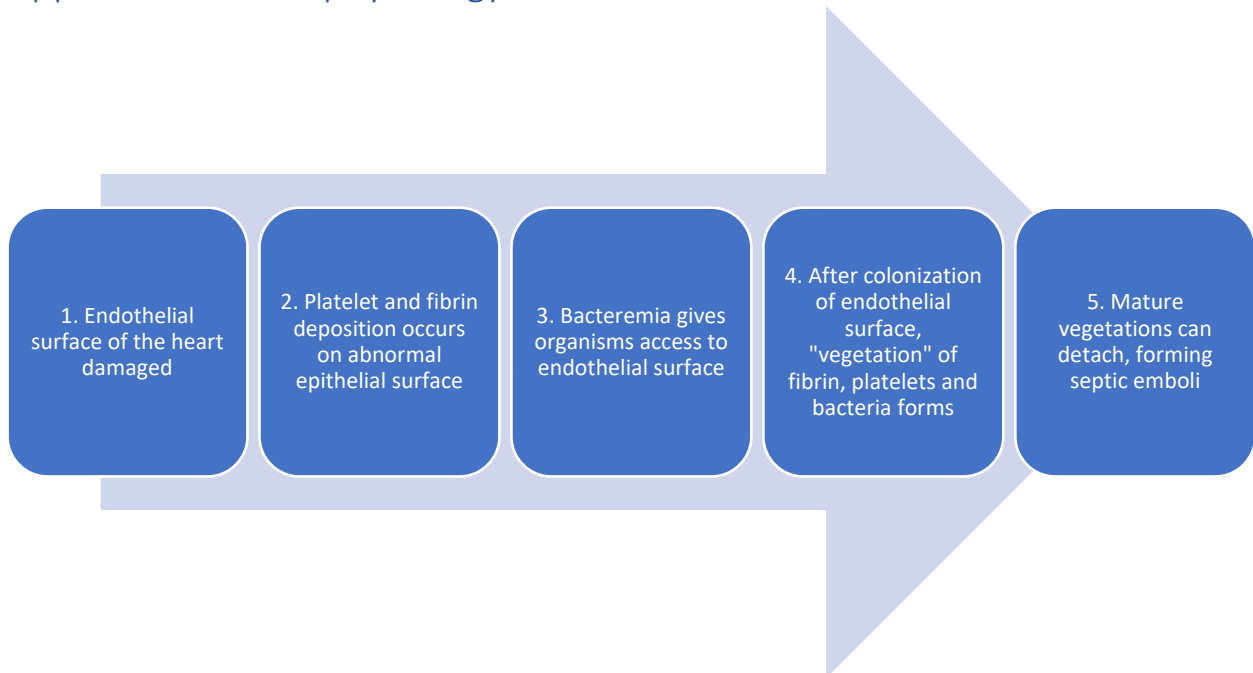 1. Endothelial
surface of the heart
damaged
2. Platelet and fibrin
deposition occurs
on abnormal
epithelial surface
3. Bacteremia gives
organisms access to
endothelial surface
4. After colonization
of endothelial
surface,
"vegetation" of
fibrin, platelets and
bacteria forms
5. Mature
vegetations can
detach, forming
septic emboli